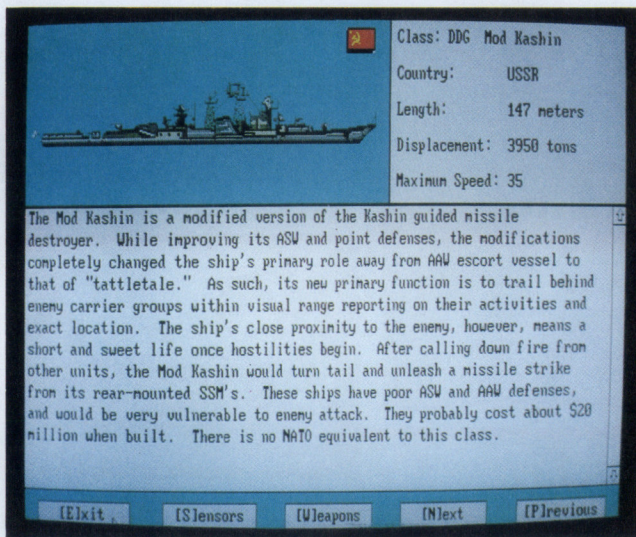 Class: DDG Mod Kashin
Country: USSR
Length: 147 meters
Displacement: 3950 tons
Maximum Speed: 35
The Mod Kashin is a modified version of the Kashin guided missile
destroyer. While improving its ASW and point defenses, the modifications
completely changed the ship's primary role away from AAW escort vessel to
that of "tattletale." As such, its new primary function is to trail behind
enemy carrier groups within visual range reporting on their activities and
exact location. The ship's close proximity to the enemy, however, means a
short and sweet life once hostilities begin. After calling down fire from
other units, the Mod Kashin would turn tail and unleash a missile strike
from its rear-mounted SSM's. These ships have poor ASW and AAW defenses,
and would be very vulnerable to enemy attack. They probably cost about $20
million when built. There is no NATO equivalent to this class.
[E]xit [S]ensors [W]eapons [N]ext [P]revious